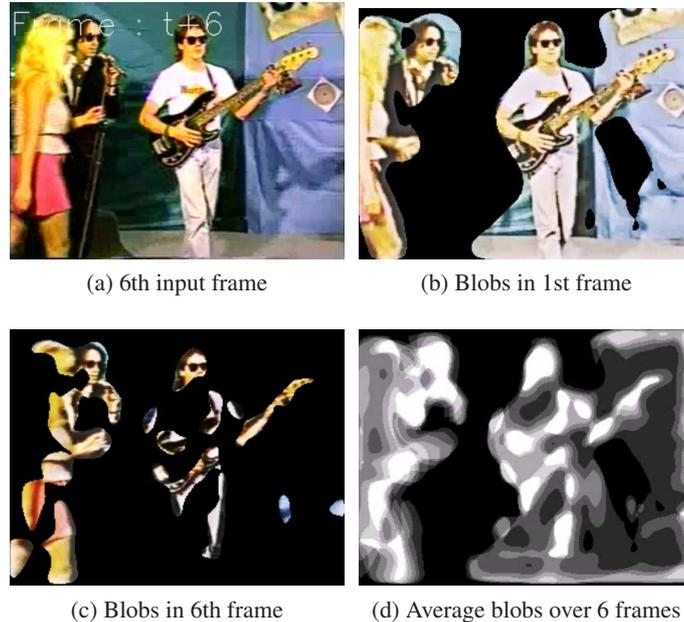 Frame : t+6
(a) 6th input frame
(b) Blobs in 1st frame
(c) Blobs in 6th frame
(d) Average blobs over 6 frames